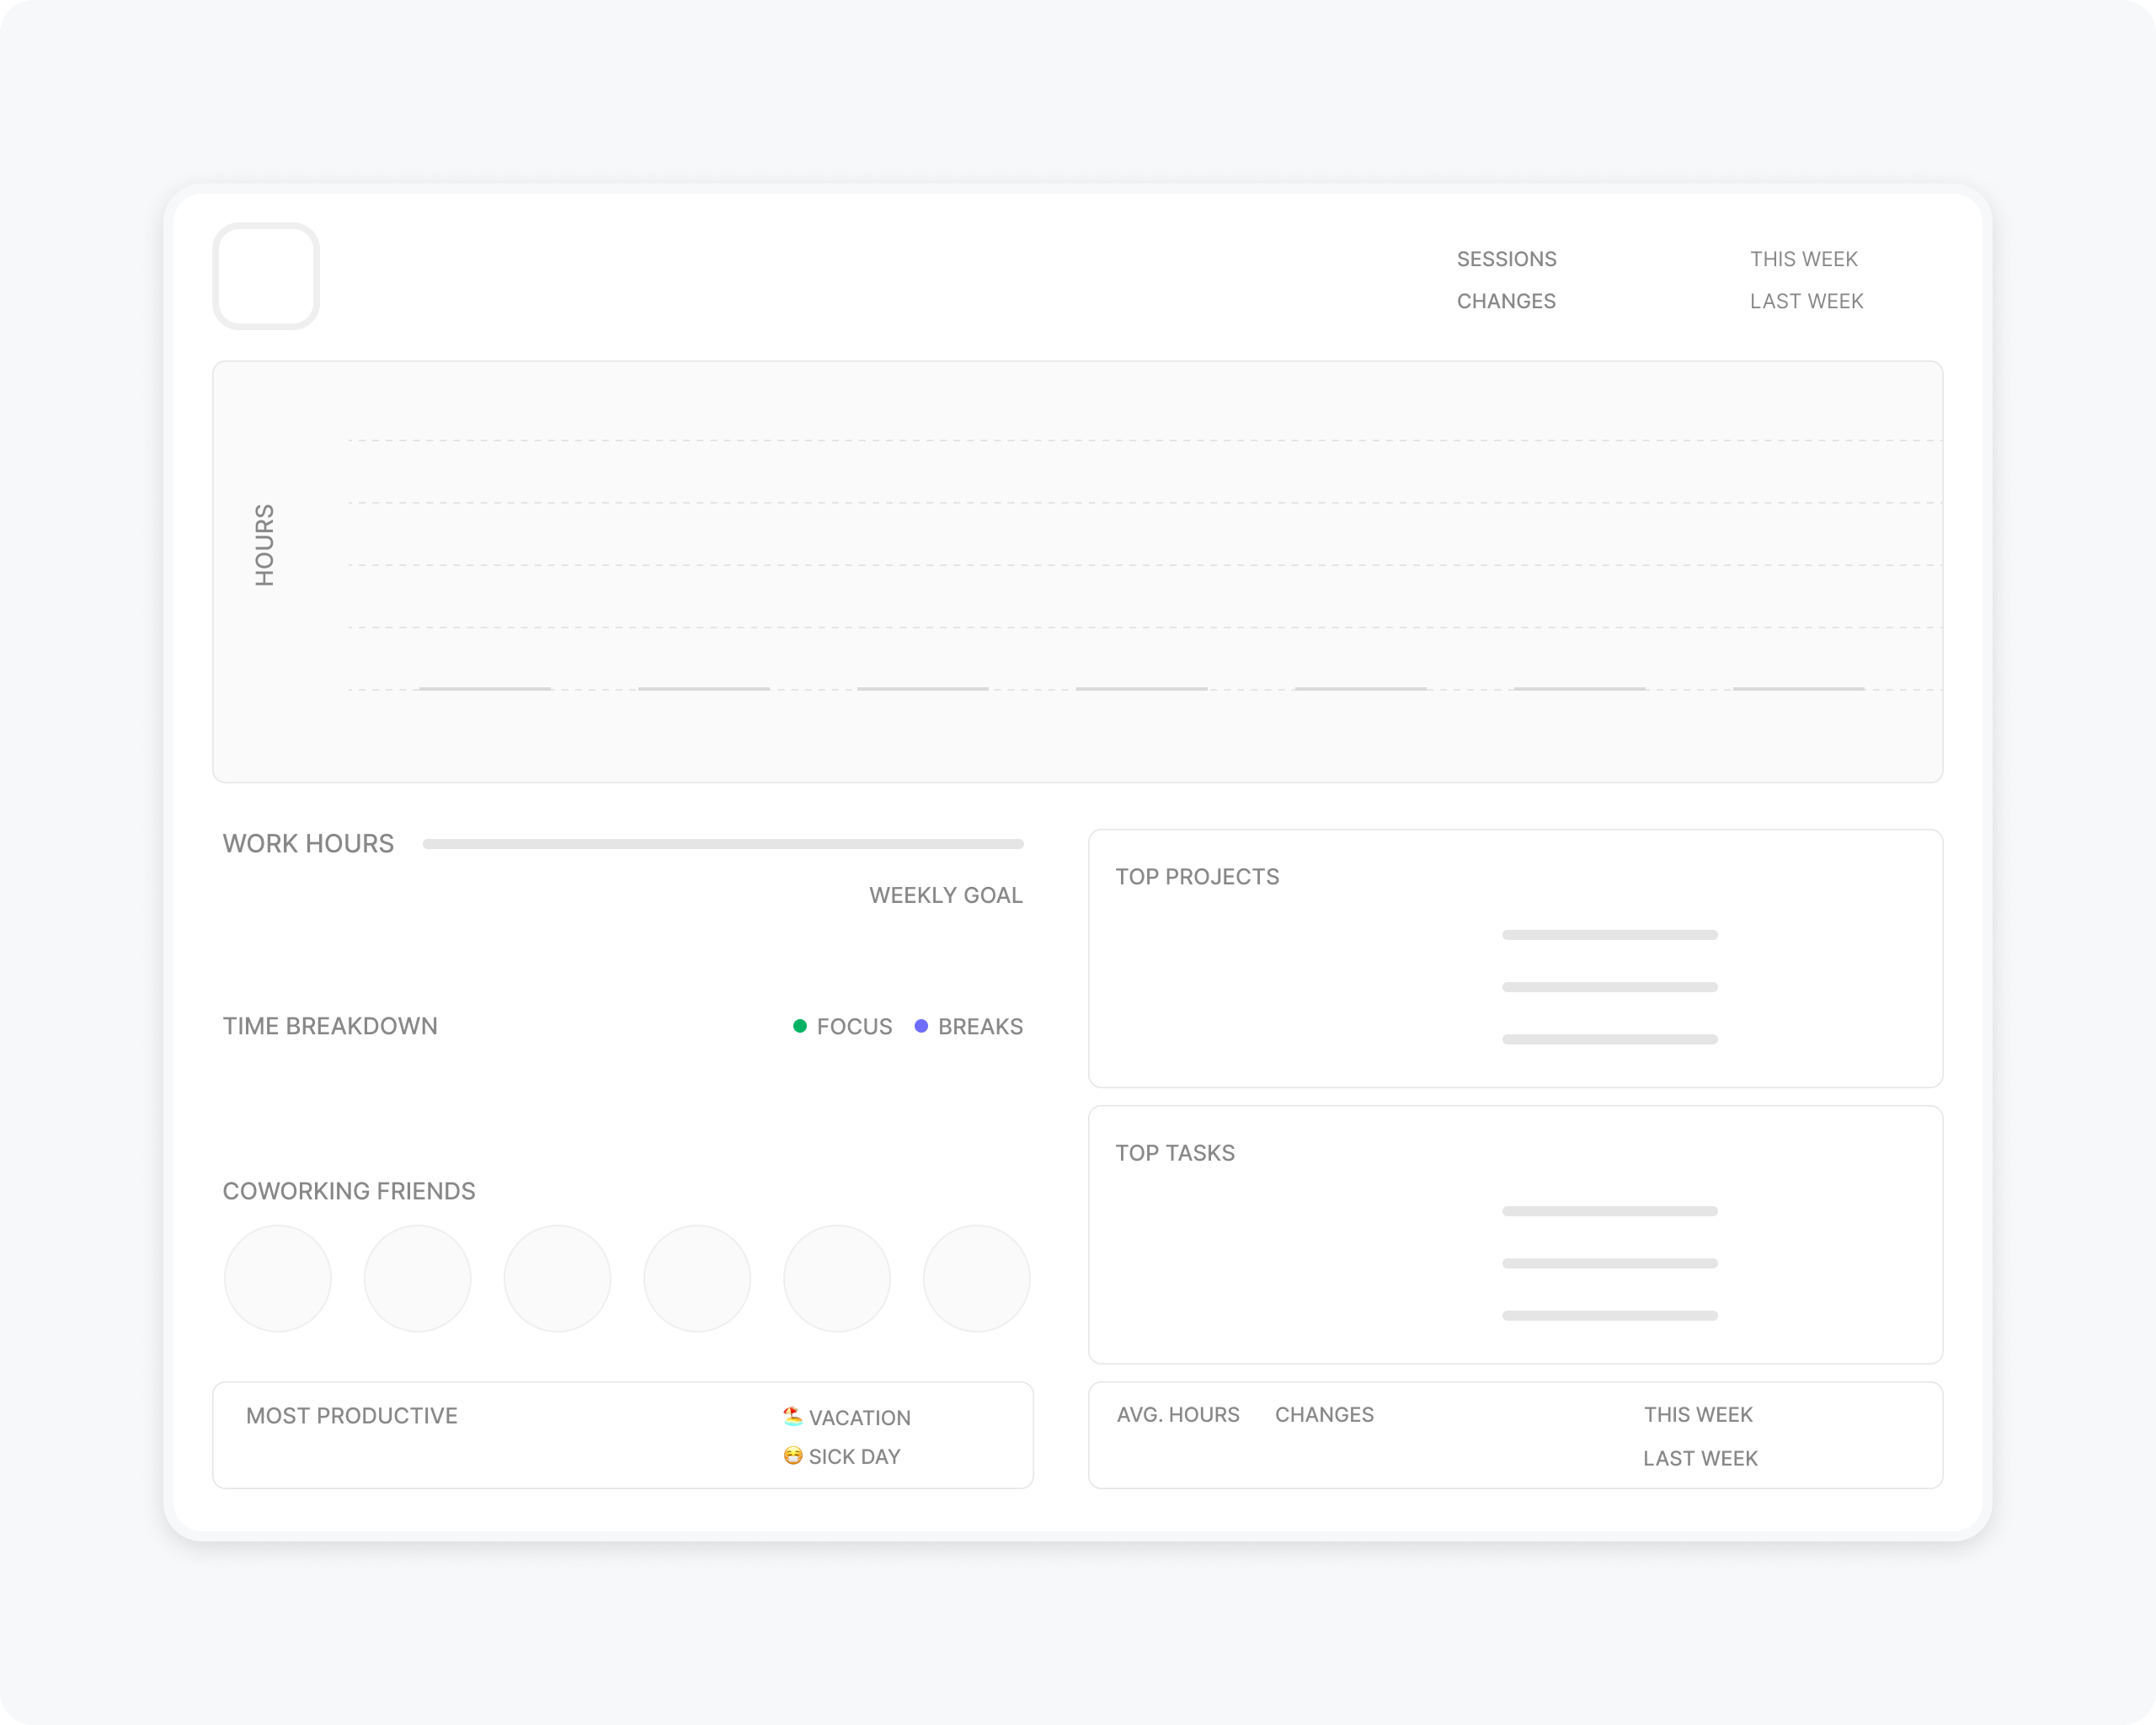 SESSIONS THIS WEEK
CHANGES LAST WEEK
HOURS
WORK HOURS
WEEKLY GOAL
TIME BREAKDOWN FOCUS BREAKS
COWORKING FRIENDS
TOP PROJECTS
TOP TASKS
MOST PRODUCTIVE
🏖️ VACATION
😷 SICK DAY
AVG. HOURS CHANGES THIS WEEK
LAST WEEK